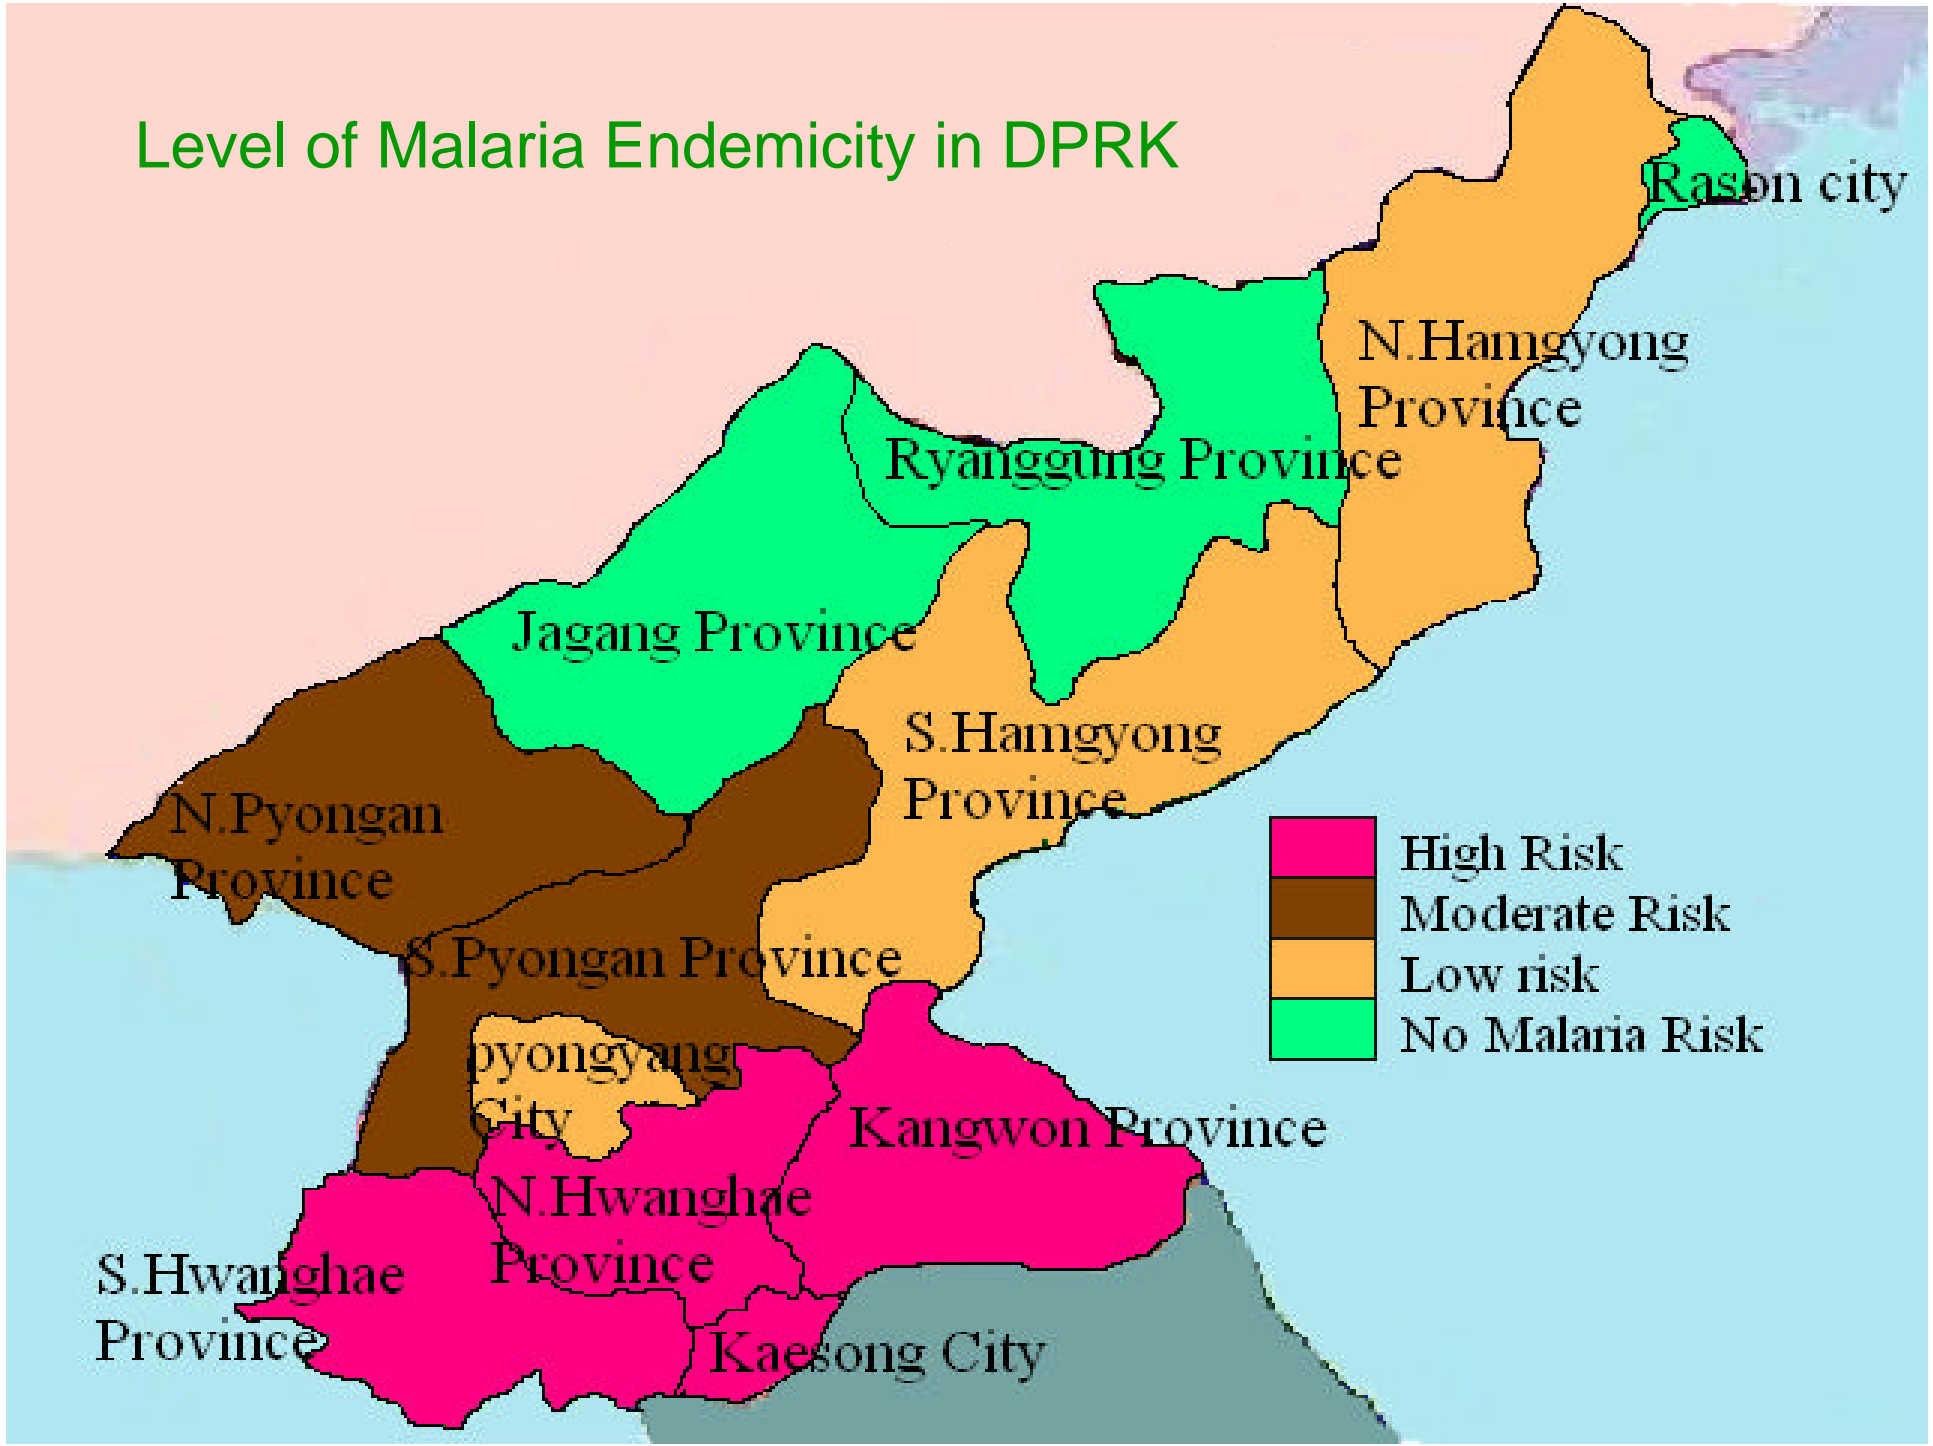 Level of Malaria Endemicity in DPRK
Rason city
N.Hamgyong
Province
Ryanggung Province
Jagang Province
S.Hamgyong
Province
N.Pyongan
Province
S.Pyongan Province
pyongyang
City
Kangwon Province
N.Hwanghae
Province
S.Hwanghae
Province
Kaesong City
High Risk
Moderate Risk
Low risk
No Malaria Risk